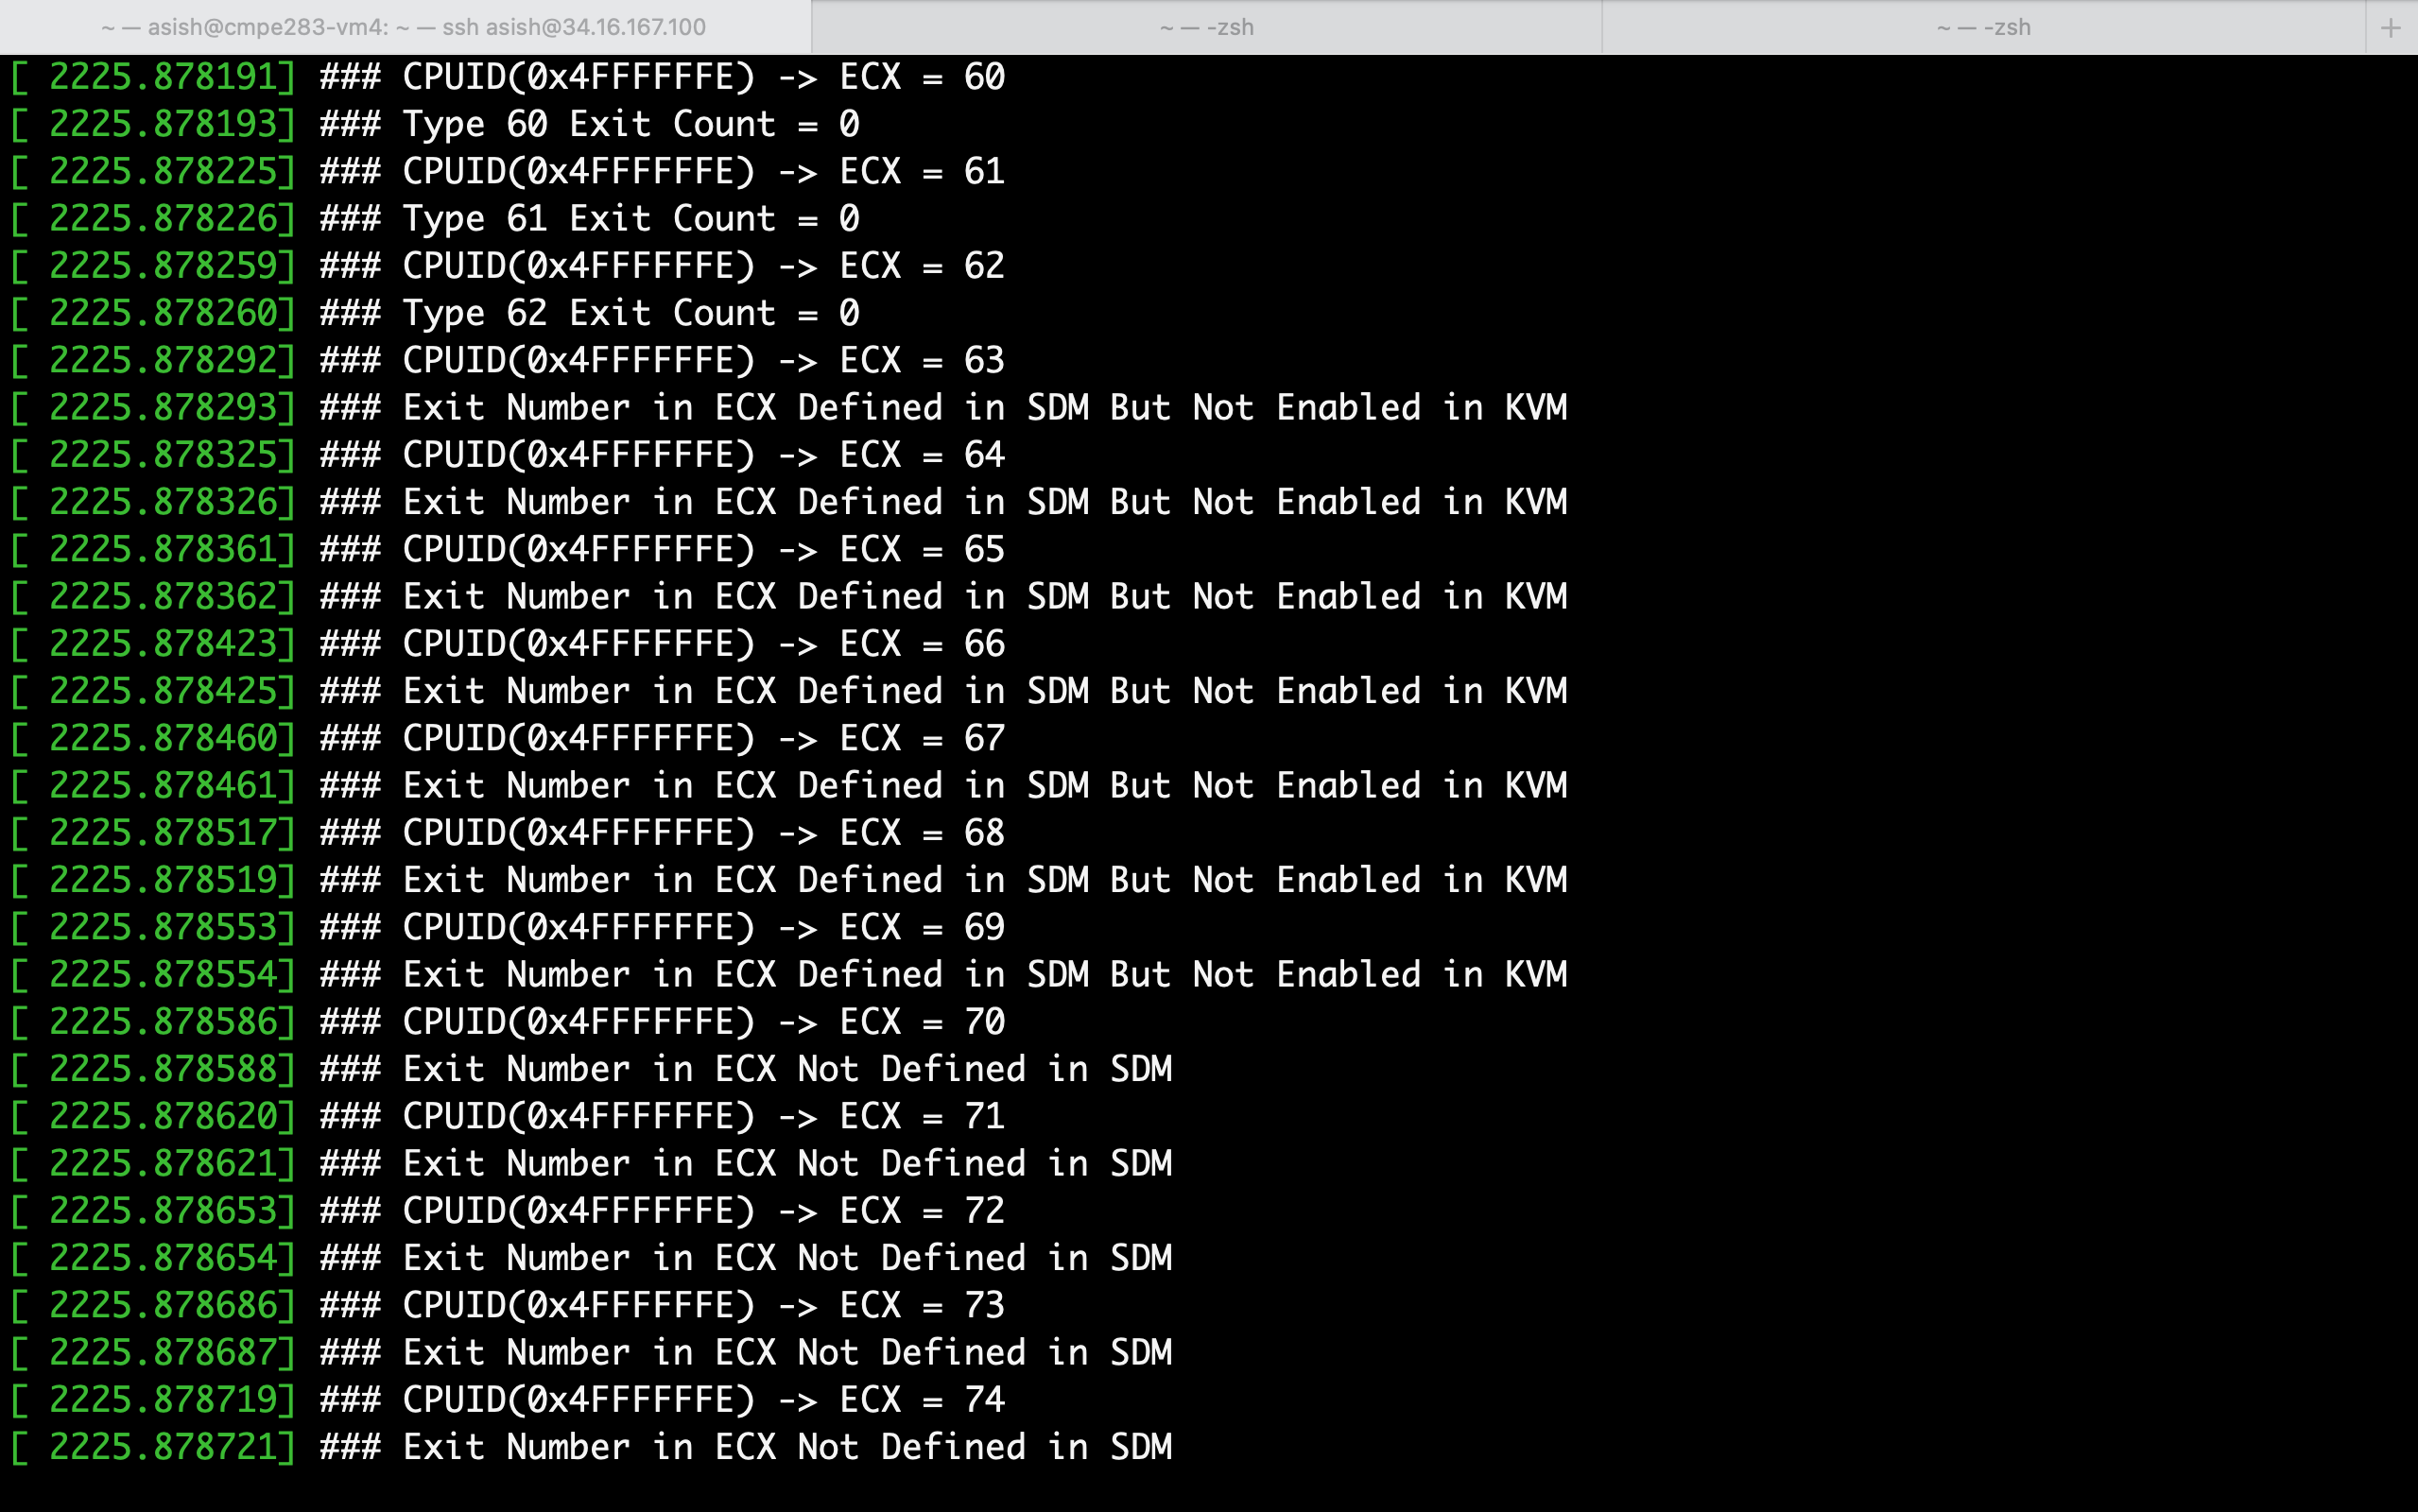 ~ — asish@cmpe283-vm4: ~ — ssh asish@34.16.167.100 ~ — -zsh ~ — -zsh +
[ 2225.878191] ### CPUID(0x4FFFFFFE) -> ECX = 60
[ 2225.878193] ### Type 60 Exit Count = 0
[ 2225.878225] ### CPUID(0x4FFFFFFE) -> ECX = 61
[ 2225.878226] ### Type 61 Exit Count = 0
[ 2225.878259] ### CPUID(0x4FFFFFFE) -> ECX = 62
[ 2225.878260] ### Type 62 Exit Count = 0
[ 2225.878292] ### CPUID(0x4FFFFFFE) -> ECX = 63
[ 2225.878293] ### Exit Number in ECX Defined in SDM But Not Enabled in KVM
[ 2225.878325] ### CPUID(0x4FFFFFFE) -> ECX = 64
[ 2225.878326] ### Exit Number in ECX Defined in SDM But Not Enabled in KVM
[ 2225.878361] ### CPUID(0x4FFFFFFE) -> ECX = 65
[ 2225.878362] ### Exit Number in ECX Defined in SDM But Not Enabled in KVM
[ 2225.878423] ### CPUID(0x4FFFFFFE) -> ECX = 66
[ 2225.878425] ### Exit Number in ECX Defined in SDM But Not Enabled in KVM
[ 2225.878460] ### CPUID(0x4FFFFFFE) -> ECX = 67
[ 2225.878461] ### Exit Number in ECX Defined in SDM But Not Enabled in KVM
[ 2225.878517] ### CPUID(0x4FFFFFFE) -> ECX = 68
[ 2225.878519] ### Exit Number in ECX Defined in SDM But Not Enabled in KVM
[ 2225.878553] ### CPUID(0x4FFFFFFE) -> ECX = 69
[ 2225.878554] ### Exit Number in ECX Defined in SDM But Not Enabled in KVM
[ 2225.878586] ### CPUID(0x4FFFFFFE) -> ECX = 70
[ 2225.878588] ### Exit Number in ECX Not Defined in SDM
[ 2225.878620] ### CPUID(0x4FFFFFFE) -> ECX = 71
[ 2225.878621] ### Exit Number in ECX Not Defined in SDM
[ 2225.878653] ### CPUID(0x4FFFFFFE) -> ECX = 72
[ 2225.878654] ### Exit Number in ECX Not Defined in SDM
[ 2225.878686] ### CPUID(0x4FFFFFFE) -> ECX = 73
[ 2225.878687] ### Exit Number in ECX Not Defined in SDM
[ 2225.878719] ### CPUID(0x4FFFFFFE) -> ECX = 74
[ 2225.878721] ### Exit Number in ECX Not Defined in SDM